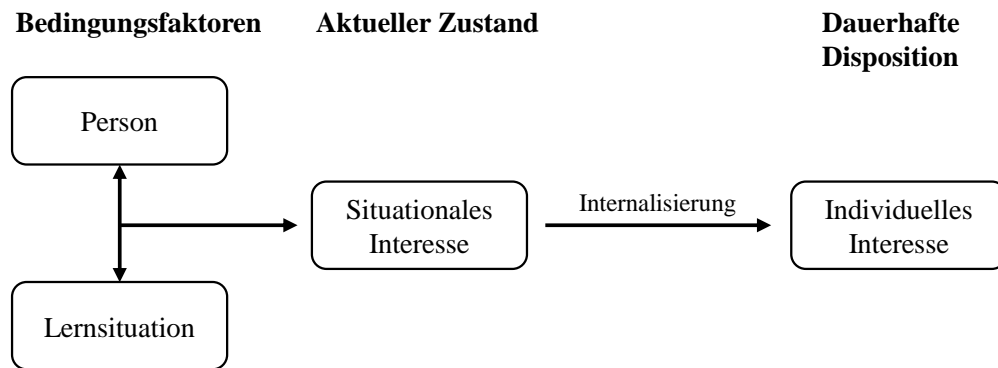 Bedingungsfaktoren
Aktueller Zustand
Dauerhafte
Disposition
Person
Situationales
Interesse
Internalisierung
Individuelles
Interesse
Lernsituation